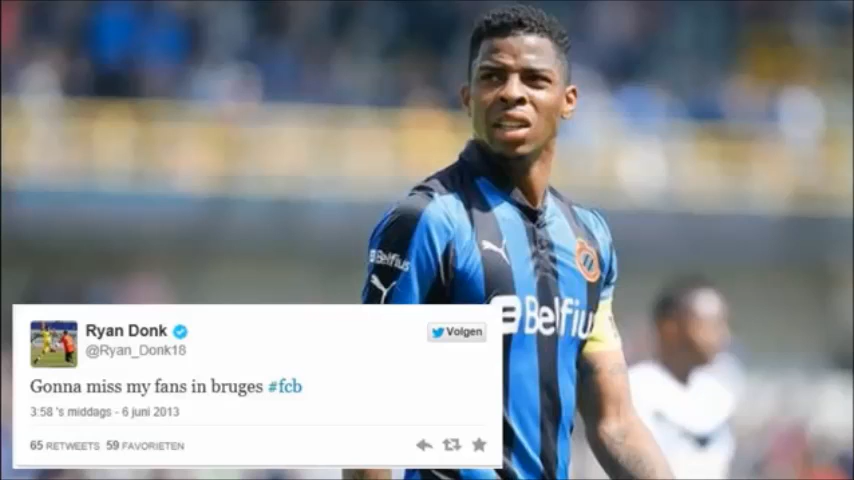 Belfius
Belfius
Ryan Donk
@Ryan_Donk18
Volgen
Gonna miss my fans in bruges #fcb
3:58 's middags - 6 juni 2013
65 RETWEETS 59 FAVORIETEN